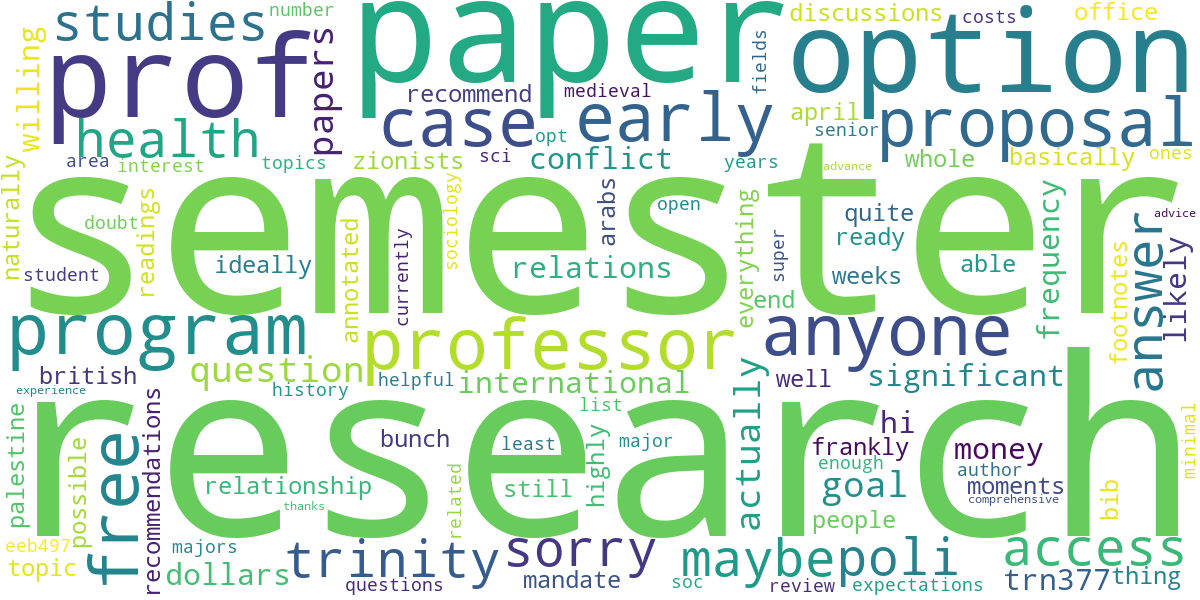 number
studies
prof
papers
paper
discussions
costs
office
option
fields
willing
health
recommend
medieval
case
opt
early
april
senior
proposal
area
interest
topics
zionists
sci
conflict
years
advance
whole
basically
ones
naturally
semester
doubt
readings
student
ideally
annotated
currently
sociology
relations
arabs
open
everything
super
quite
ready
weeks
able
end
frequency
footnotes
answer
advice
likely
program
professor
anyone
british
question
history
helpful
international
list
actually
well
significant
experience
palestine
possible
free
recommendations
research
relationship
thanks
bunch
least
still
related
highly
major
hi
frankly
enough
goal
people
money
author
moments
comprehensive
bib
minimal
eeb497
topic
majors
dollars
trinity
questions
sorry
mandate
soc
maybe
poli
review
expectations
access
trn377
thing